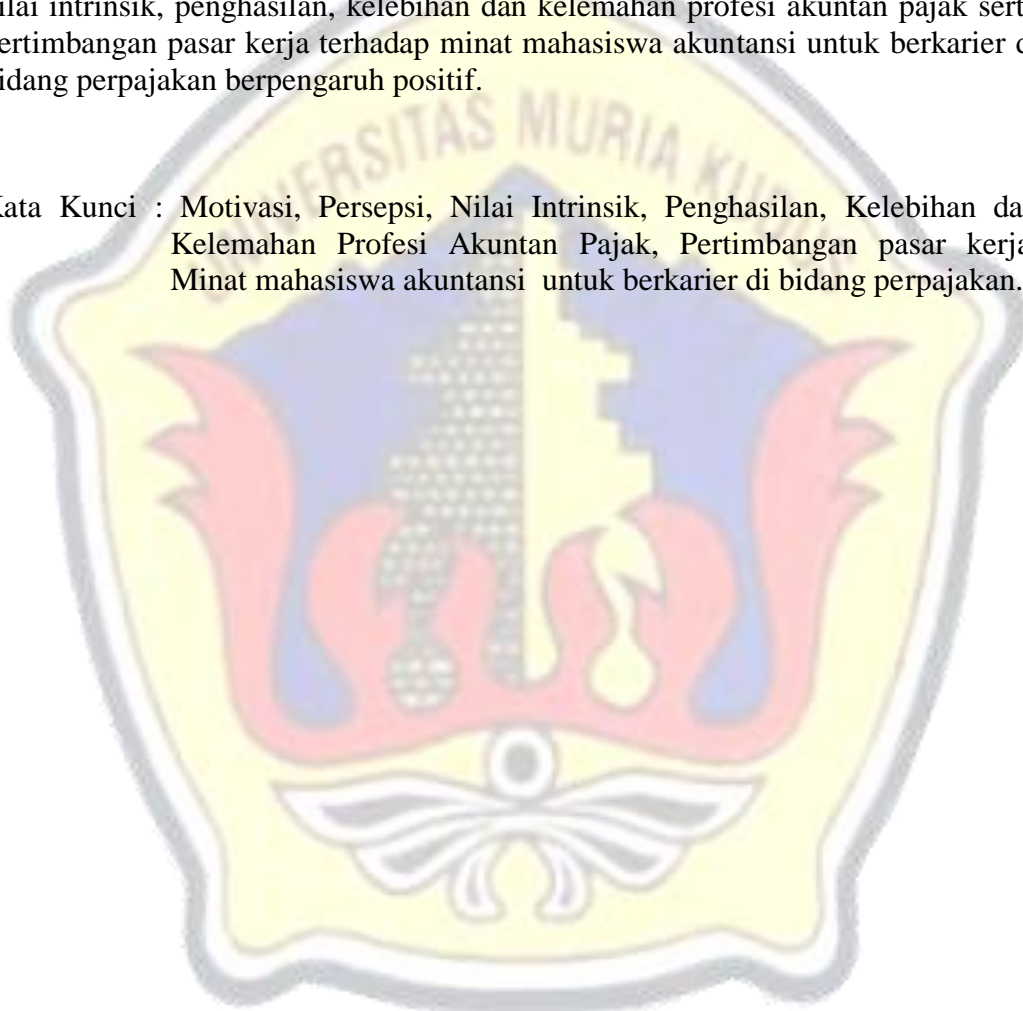 ilai intrinsik, penghasilan, kelebihan dan kelemahan profesi akuntan pajak sert
ertimbangan pasar kerja terhadap minat mahasiswa akuntansi untuk berkarier d
idang perpajakan berpengaruh positif.
UNIVERSITAS MURIA KUDUS
ata Kunci : Motivasi, Persepsi, Nilai Intrinsik, Penghasilan, Kelebihan da
Kelemahan Profesi Akuntan Pajak, Pertimbangan pasar kerja
Minat mahasiswa akuntansi untuk berkarier di bidang perpajakan.